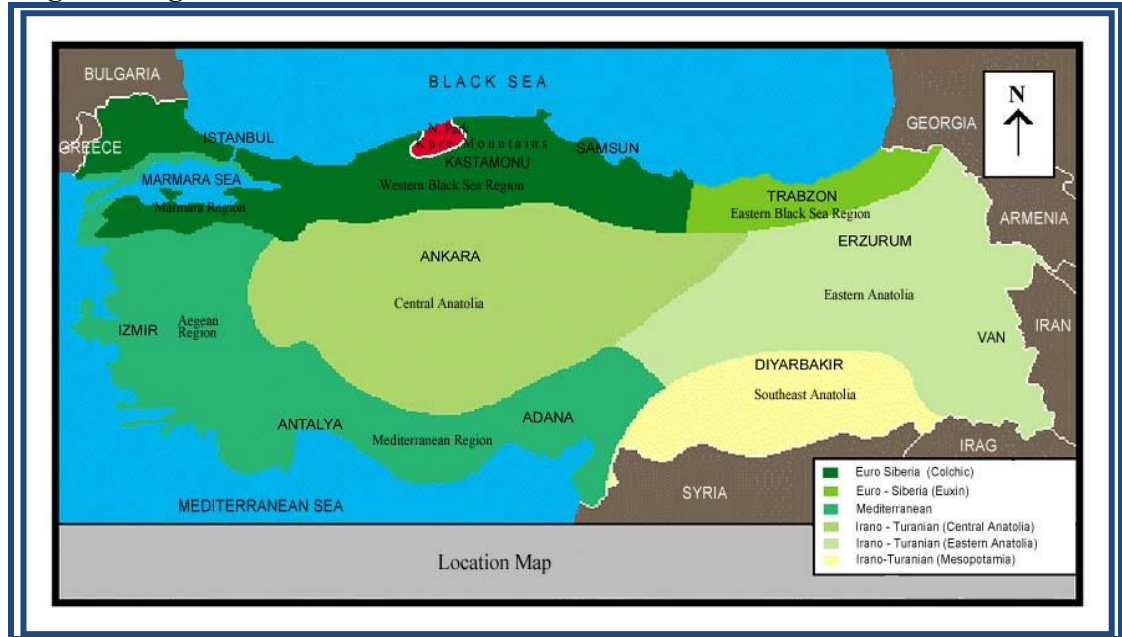 BULGARIA
BLACK SEA
N
GEORGIA
ISTANBUL
N. Park
Kure Mountains
SAMSUN
GREECE
KASTAMONU
MARMARA SEA
Western Black Sea Region
TRABZON
Marmara Region
Eastern Black Sea Region
ARMENIA
ERZURUM
ANKARA
Central Anatolia
Eastern Anatolia
IZMIR
Aegean
Region
IRAN
VAN
DIYARBAKIR
Southeast Anatolia
ANTALYA
ADANA
Mediterranean Region
IRAG
SYRIA
MEDITERRANEAN SEA
Euro Siberia (Colchic)
Euro - Siberia (Euxin)
Mediterranean
Irano - Turanian (Central Anatolia)
Irano - Turanian (Eastern Anatolia)
Irano-Turanian (Mesopotamia)
Location Map